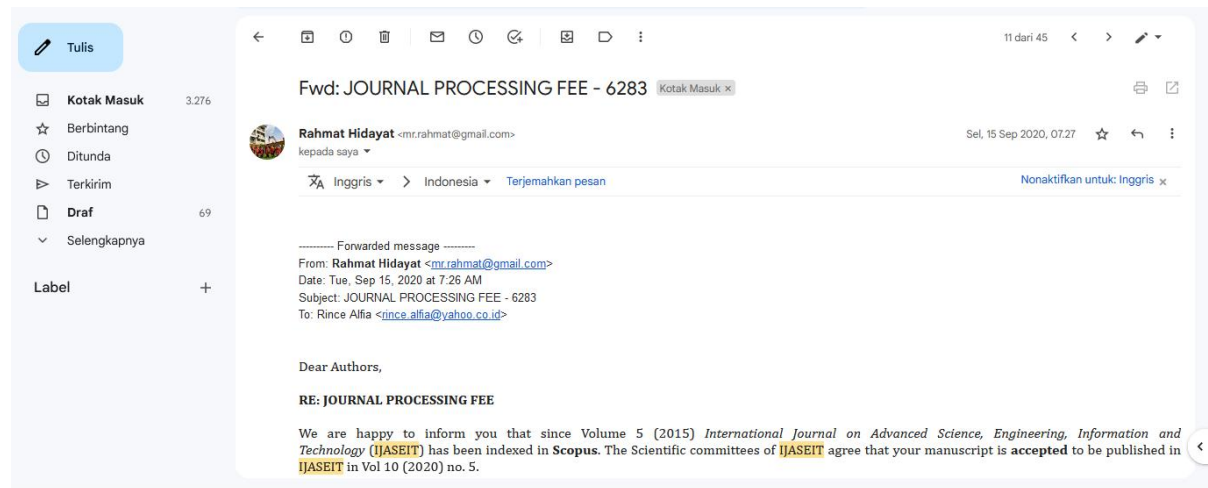 Tulis
11 dari 45
Fwd: JOURNAL PROCESSING FEE - 6283 Kotak Masuk ×
Kotak Masuk 3.276
Berbintang
Ditunda
Terkirim
Draf 69
Selengkapnya
Label +
Rahmat Hidayat <mr.rahmat@gmail.com>
Sel, 15 Sep 2020, 07.27
kepada saya
Inggris > Indonesia Terjemahkan pesan
Nonaktifkan untuk: Inggris ×
---------- Forwarded message ---------
From: Rahmat Hidayat <mr.rahmat@gmail.com>
Date: Tue, Sep 15, 2020 at 7:26 AM
Subject: JOURNAL PROCESSING FEE - 6283
To: Rince Alfia <rince.alfia@yahoo.co.id>
Dear Authors,
RE: JOURNAL PROCESSING FEE
We are happy to inform you that since Volume 5 (2015) International Journal on Advanced Science, Engineering, Information and
Technology (IJASEIT) has been indexed in Scopus. The Scientific committees of IJASEIT agree that your manuscript is accepted to be published in
IJASEIT in Vol 10 (2020) no. 5.